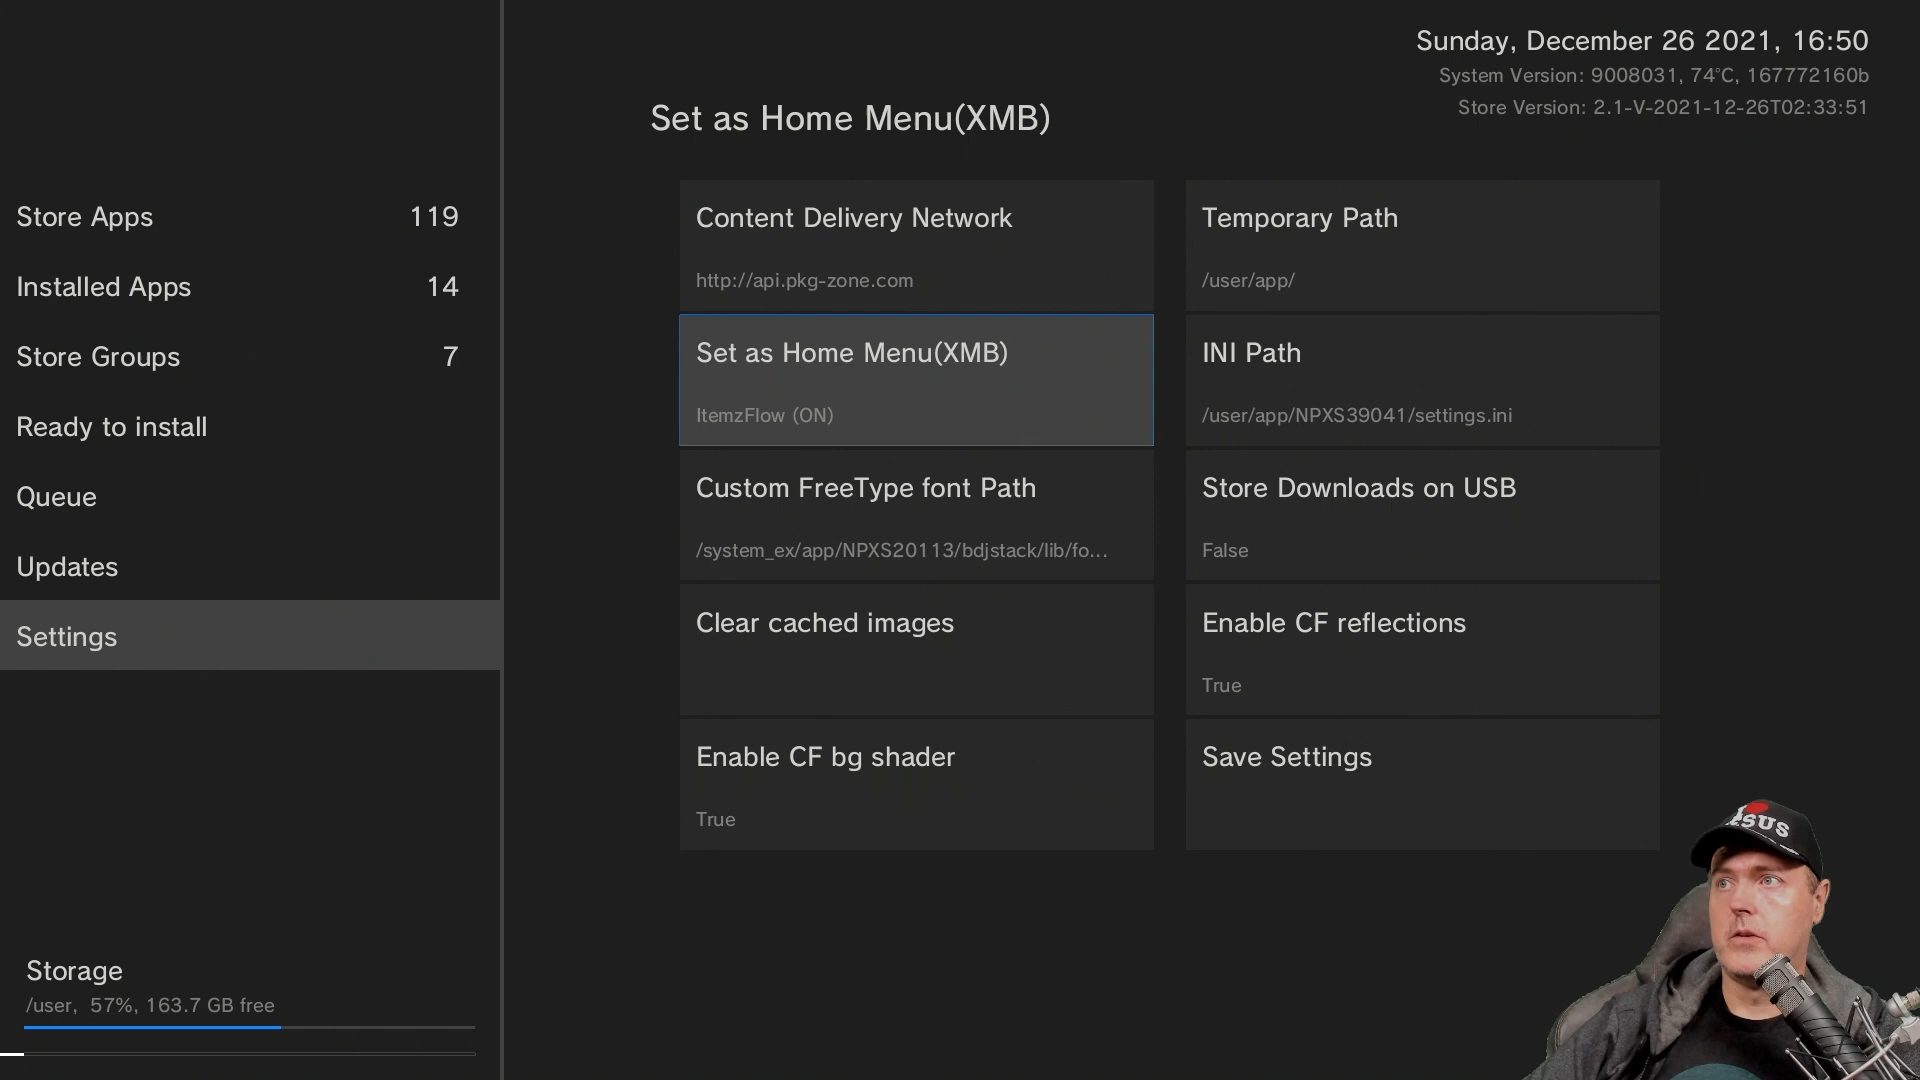 Sunday, December 26 2021, 16:50
System Version: 9008031, 74°C, 167772160b
Store Version: 2.1-V-2021-12-26T02:33:51
Set as Home Menu(XMB)
Store Apps 119
Installed Apps 14
Store Groups 7
Ready to install
Queue
Updates
Settings
Content Delivery Network
http://api.pkg-zone.com
Temporary Path
/user/app/
Set as Home Menu(XMB)
ItemzFlow (ON)
INI Path
/user/app/NPXS39041/settings.ini
Custom FreeType font Path
/system_ex/app/NPXS20113/bdjstack/lib/fo...
Store Downloads on USB
False
Clear cached images
Enable CF reflections
True
Enable CF bg shader
True
Save Settings
Storage
/user, 57%, 163.7 GB free